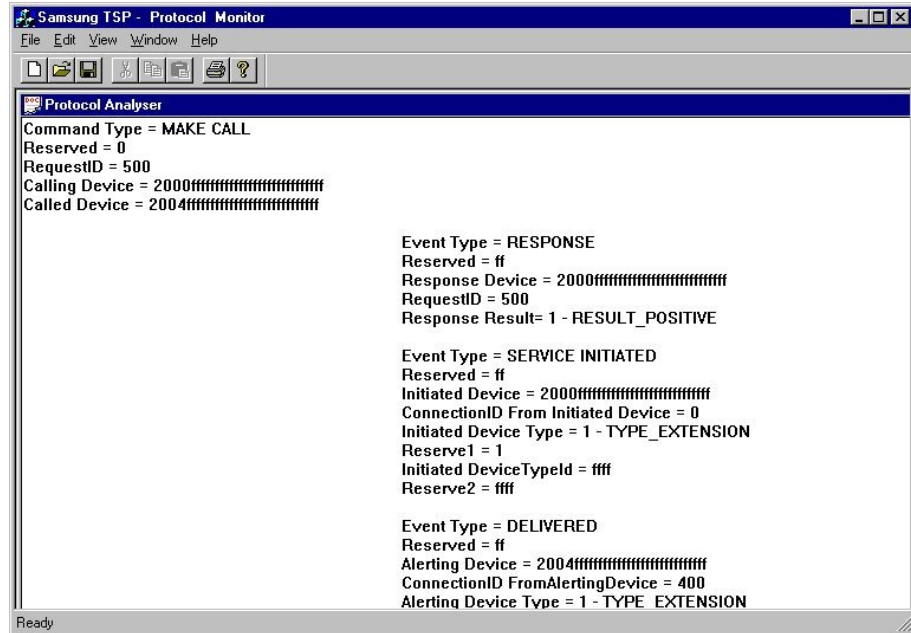 Samsung TSP - Protocol Monitor
File Edit View Window Help
Protocol Analyser
Command Type = MAKE CALL
Reserved = 0
RequestID = 500
Calling Device = 2000ffffffffffffffffffffffffffff
Called Device = 2004ffffffffffffffffffffffffffff
Event Type = RESPONSE
Reserved = ff
Response Device = 2000ffffffffffffffffffffffffffff
RequestID = 500
Response Result= 1 - RESULT_POSITIVE
Event Type = SERVICE INITIATED
Reserved = ff
Initiated Device = 2000ffffffffffffffffffffffffffff
ConnectionID From Initiated Device = 0
Initiated Device Type = 1 - TYPE_EXTENSION
Reserve1 = 1
Initiated DeviceTypeId = ffff
Reserve2 = ffff
Event Type = DELIVERED
Reserved = ff
Alerting Device = 2004ffffffffffffffffffffffffffff
ConnectionID FromAlertingDevice = 400
Alerting Device Type = 1 - TYPE_EXTENSION
Ready